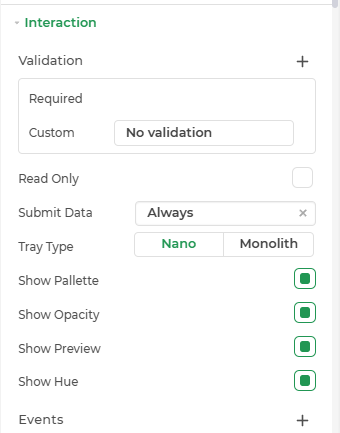 Interaction
Validation +
Required
Custom No validation
Read Only
Submit Data Always ×
Tray Type Nano Monolith
Show Pallette
Show Opacity
Show Preview
Show Hue
Events +